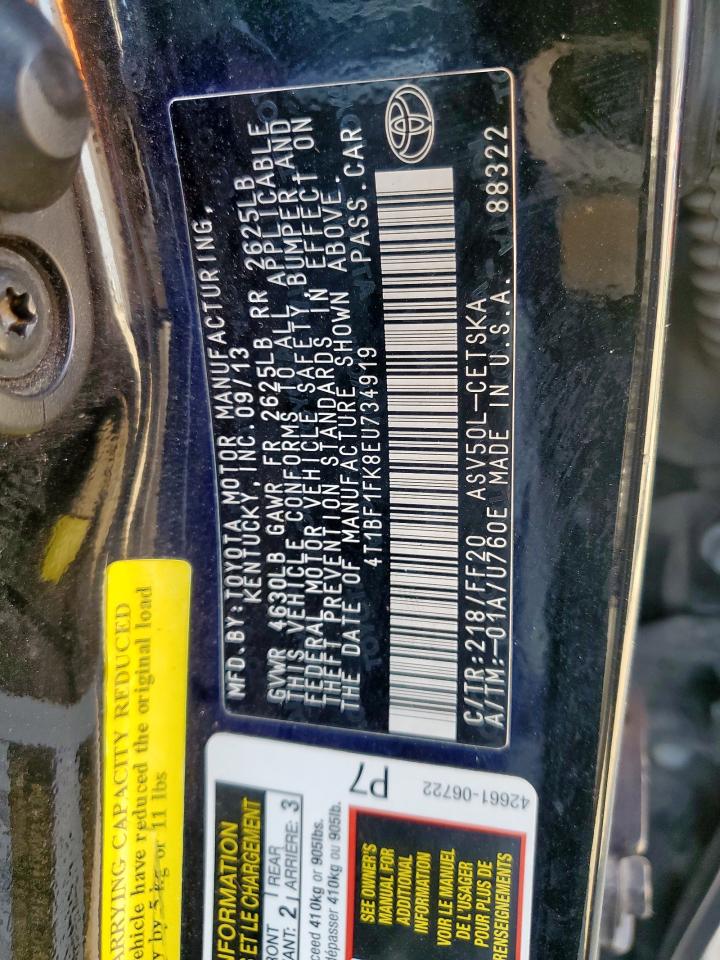 MFD. BY: TOYOTA MOTOR MANUFACTURING,
KENTUCKY, INC. 09/13
GVWR 4630LB GAWR FR 2625LB RR 2625LB
THIS VEHICLE CONFORMS TO ALL APPLICABLE
FEDERAL MOTOR VEHICLE SAFETY, BUMPER AND
THEFT PREVENTION STANDARDS IN EFFECT ON
THE DATE OF MANUFACTURE SHOWN ABOVE.
4T1BF1FK8EU734919 PASS. CAR
C/TR: 218/FF20 ASV50L-CETSKA
A/TM: -01A/U760E MADE IN U.S.A. 88322
CARRYING CAPACITY REDUCED
vehicle have reduced the original load
by 5 kg or 11 lbs
INFORMATION
ET LE CHARGEMENT
FRONT REAR
2 ARRIÈRE: 3
exceed 410kg or 905lbs.
dépasser 410kg ou 905lb.
P7
42661-06722
SEE OWNER'S
MANUAL FOR
ADDITIONAL
INFORMATION
VOIR LE MANUEL
DE L'USAGER
POUR PLUS DE
RENSEIGNEMENTS